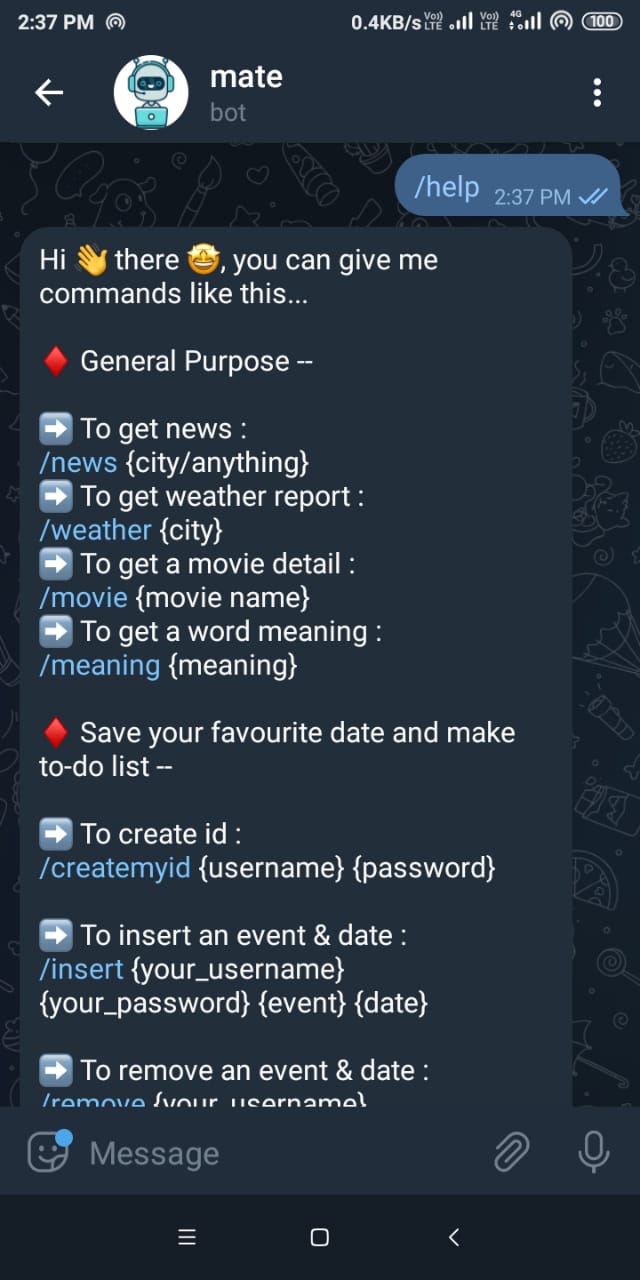 2:37 PM 0.4KB/s Vo)) LTE Vo)) LTE 4G 100
mate
bot
/help 2:37 PM
Hi 👋 there 🤩, you can give me
commands like this...
♦️ General Purpose --
➡️ To get news :
/news {city/anything}
➡️ To get weather report :
/weather {city}
➡️ To get a movie detail :
/movie {movie name}
➡️ To get a word meaning :
/meaning {meaning}
♦️ Save your favourite date and make
to-do list --
➡️ To create id :
/createmyid {username} {password}
➡️ To insert an event & date :
/insert {your_username}
{your_password} {event} {date}
➡️ To remove an event & date :
/remove {your_username}
Message